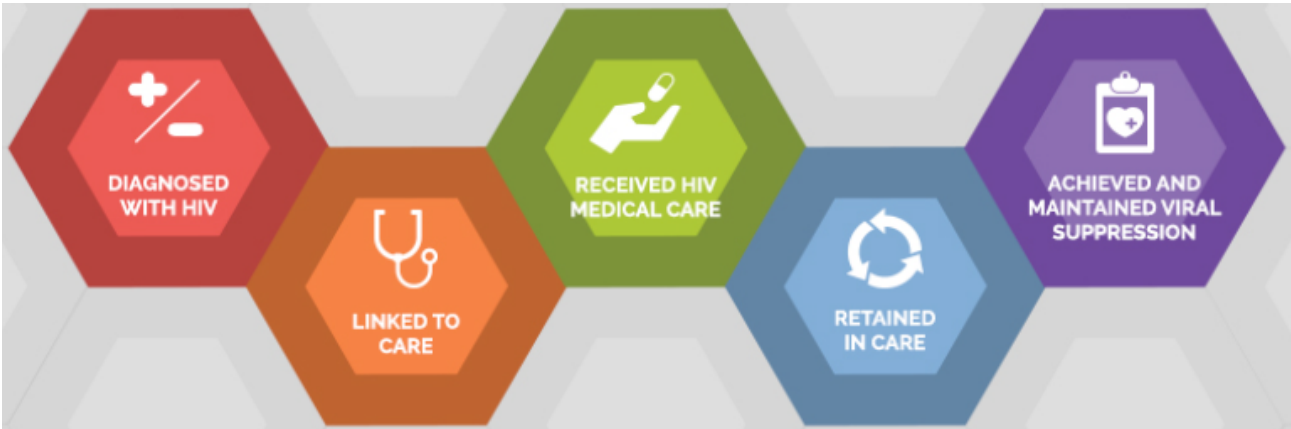 DIAGNOSED
WITH HIV
LINKED TO
CARE
RECEIVED HIV
MEDICAL CARE
RETAINED
IN CARE
ACHIEVED AND
MAINTAINED VIRAL
SUPPRESSION